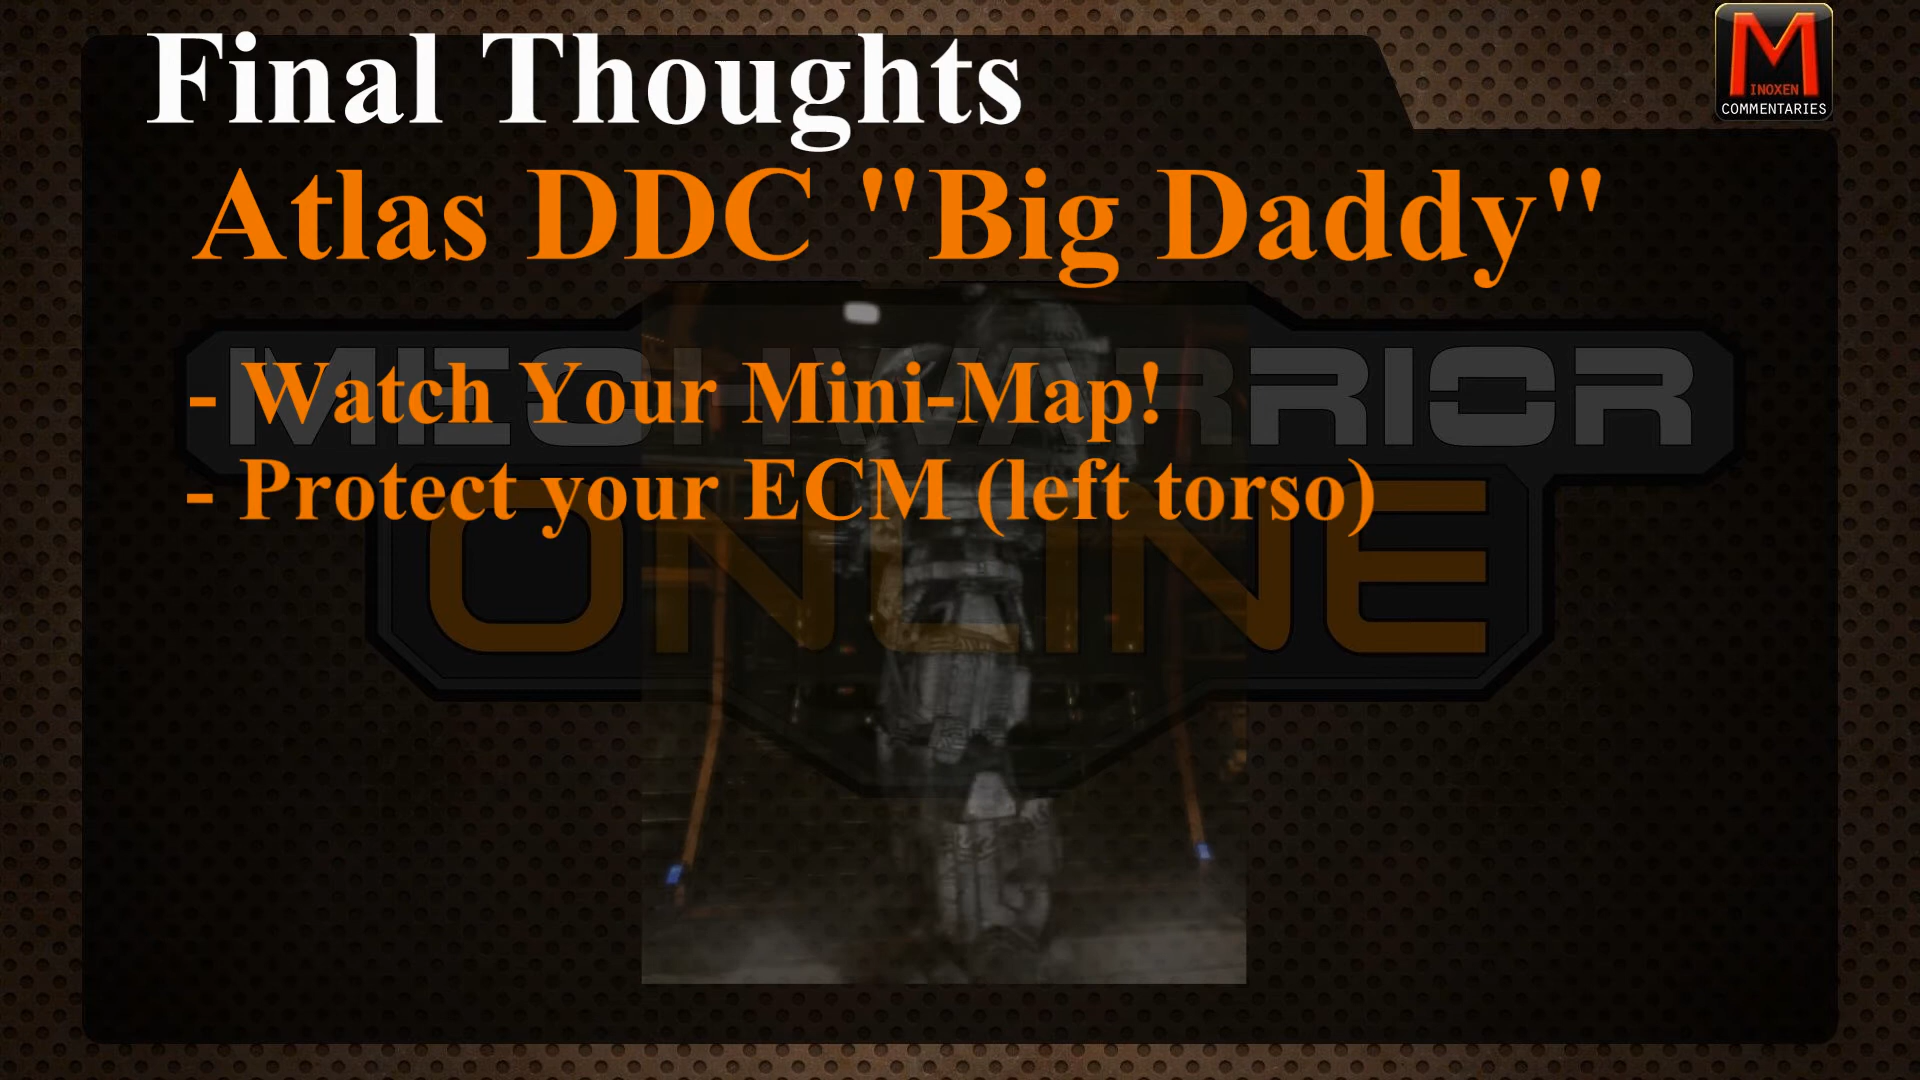 Final Thoughts
Atlas DDC "Big Daddy"
- Watch Your Mini-Map!
- Protect your ECM (left torso)
MECHWARRIOR
ONLINE
M
INOXEN
COMMENTARIES